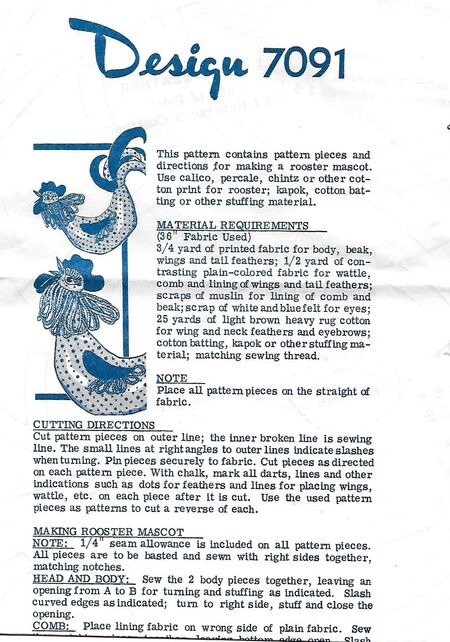 Design 7091
This pattern contains pattern pieces and
directions for making a rooster mascot.
Use calico, percale, chintz or other cot-
ton print for rooster; kapok, cotton bat-
ting or other stuffing material.
MATERIAL REQUIREMENTS
(36" Fabric Used)
3/4 yard of printed fabric for body, beak,
wings and tail feathers; 1/2 yard of con-
trasting plain-colored fabric for wattle,
comb and lining of wings and tail feathers;
scraps of muslin for lining of comb and
beak; scrap of white and blue felt for eyes;
25 yards of light brown heavy rug cotton
for wing and neck feathers and eyebrows;
cotton batting, kapok or other stuffing ma-
terial; matching sewing thread.
NOTE
Place all pattern pieces on the straight of
fabric.
CUTTING DIRECTIONS
Cut pattern pieces on outer line; the inner broken line is sewing
line. The small lines at right angles to outer lines indicate slashes
when turning. Pin pieces securely to fabric. Cut pieces as directed
on each pattern piece. With chalk, mark all darts, lines and other
indications such as dots for feathers and lines for placing wings,
wattle, etc. on each piece after it is cut. Use the used pattern
pieces as patterns to cut a reverse of each.
MAKING ROOSTER MASCOT
NOTE: 1/4" seam allowance is included on all pattern pieces.
All pieces are to be basted and sewn with right sides together,
matching notches.
HEAD AND BODY: Sew the 2 body pieces together, leaving an
opening from A to B for turning and stuffing as indicated. Slash
curved edges as indicated; turn to right side, stuff and close the
opening.
COMB: Place lining fabric on wrong side of plain fabric. Sew
leaving bottom edge open. Slash